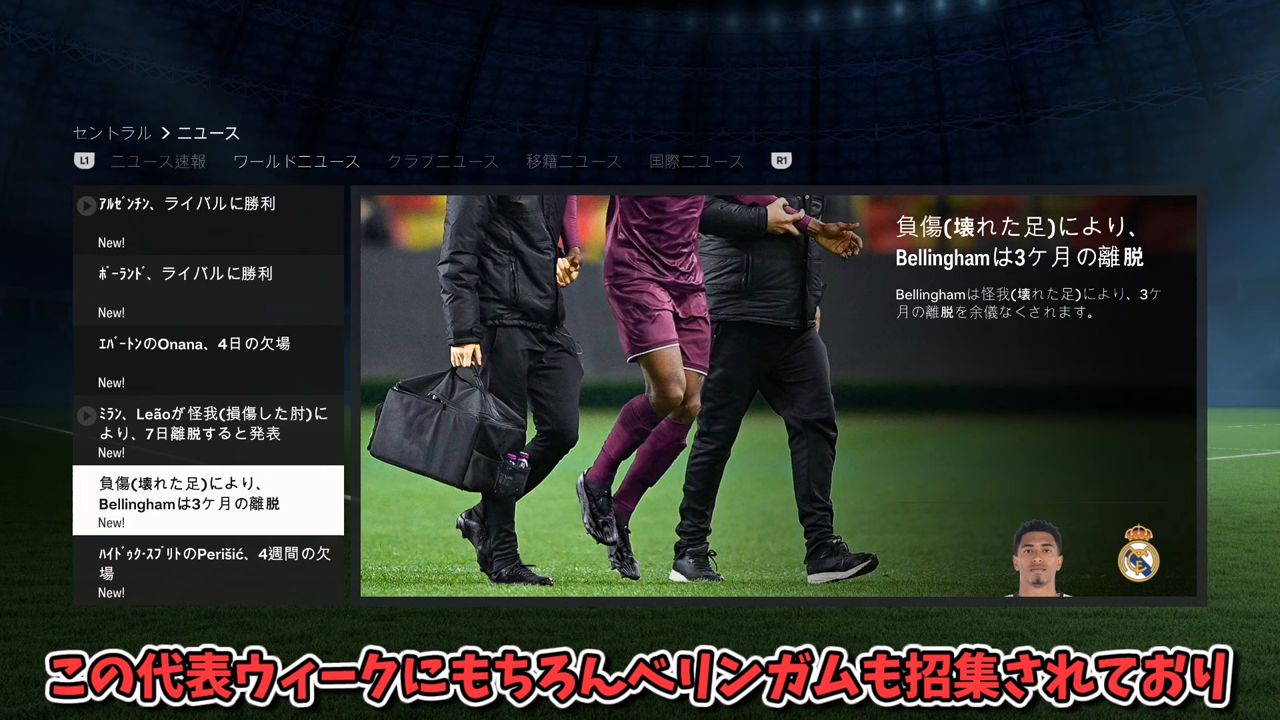 セントラル > ニュース
L1 ニュース速報 ワールドニュース クラブニュース 移籍ニュース 国際ニュース R1
ｱﾙｾﾞﾝﾁﾝ、ライバルに勝利
New!
ﾎﾟｰﾗﾝﾄﾞ、ライバルに勝利
New!
ｴﾊﾞｰﾄﾝのOnana、4日の欠場
New!
ﾐﾗﾝ、Leãoが怪我(損傷した肘)に
より、7日離脱すると発表
New!
負傷(壊れた足)により、
Bellinghamは3ケ月の離脱
New!
ﾊｲﾄﾞｩｸ･ｽﾌﾟﾘﾄのPerišić、4週間の欠
場
New!
負傷(壊れた足)により、
Bellinghamは3ケ月の離脱
Bellinghamは怪我(壊れた足)により、3ケ
月の離脱を余儀なくされます。
この代表ウィークにもちろんベリンガムも招集されており